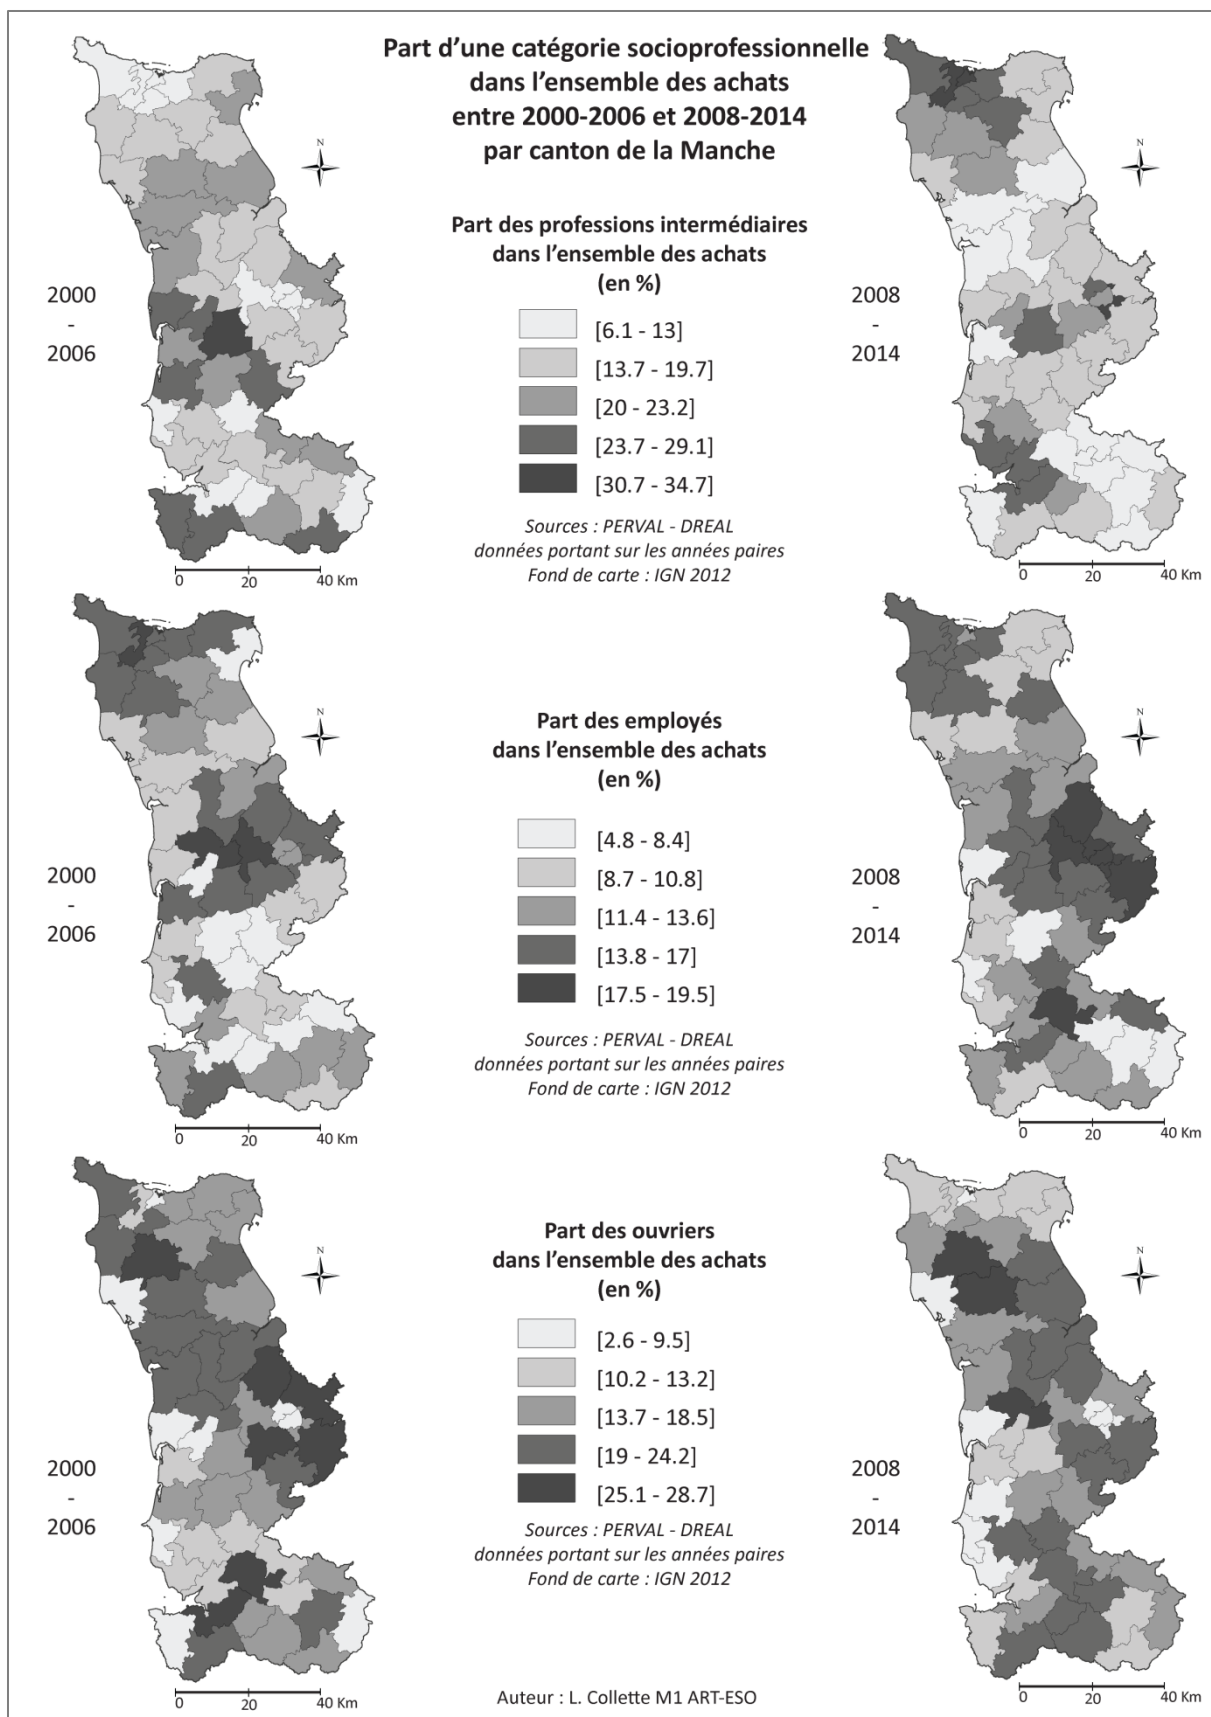 Part d'une catégorie socioprofessionnelle
dans l'ensemble des achats
entre 2000-2006 et 2008-2014
par canton de la Manche
N
N
Part des professions intermédiaires
dans l'ensemble des achats
(en %)
2000
-
2006
2008
-
2014
[6.1 - 13]
[13.7 - 19.7]
[20 - 23.2]
[23.7 - 29.1]
[30.7 - 34.7]
Sources : PERVAL - DREAL
données portant sur les années paires
Fond de carte : IGN 2012
0 20 40 Km
0 20 40 Km
N
N
Part des employés
dans l'ensemble des achats
(en %)
2000
-
2006
2008
-
2014
[4.8 - 8.4]
[8.7 - 10.8]
[11.4 - 13.6]
[13.8 - 17]
[17.5 - 19.5]
Sources : PERVAL - DREAL
données portant sur les années paires
Fond de carte : IGN 2012
0 20 40 Km
0 20 40 Km
N
N
Part des ouvriers
dans l'ensemble des achats
(en %)
2000
-
2006
2008
-
2014
[2.6 - 9.5]
[10.2 - 13.2]
[13.7 - 18.5]
[19 - 24.2]
[25.1 - 28.7]
Sources : PERVAL - DREAL
données portant sur les années paires
Fond de carte : IGN 2012
0 20 40 Km
0 20 40 Km
Auteur : L. Collette M1 ART-ESO